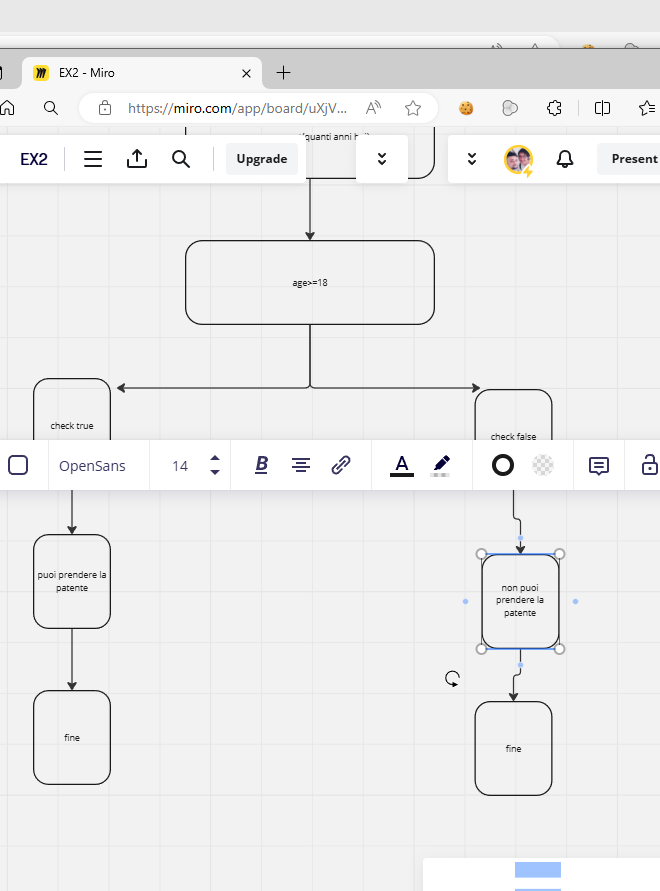 EX2 - Miro
https://miro.com/app/board/uXjV...
quanti anni
EX2
Upgrade
Present
age>=18
check true
check false
OpenSans
14
B
A
puoi prendere la
patente
non puoi
prendere la
patente
fine
fine